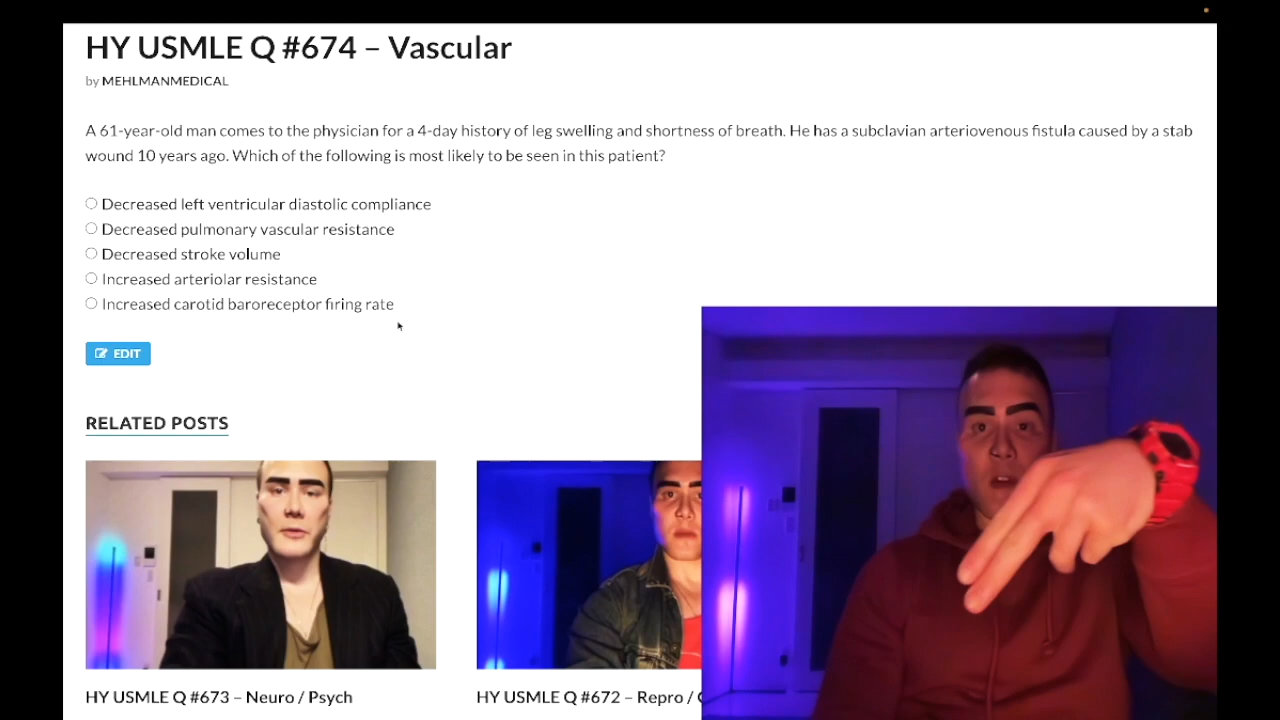 HY USMLE Q #674 – Vascular
by MEHLMANMEDICAL
A 61-year-old man comes to the physician for a 4-day history of leg swelling and shortness of breath. He has a subclavian arteriovenous fistula caused by a stab
wound 10 years ago. Which of the following is most likely to be seen in this patient?
Decreased left ventricular diastolic compliance
Decreased pulmonary vascular resistance
Decreased stroke volume
Increased arteriolar resistance
Increased carotid baroreceptor firing rate
EDIT
RELATED POSTS
HY USMLE Q #673 – Neuro / Psych
HY USMLE Q #672 – Repro /